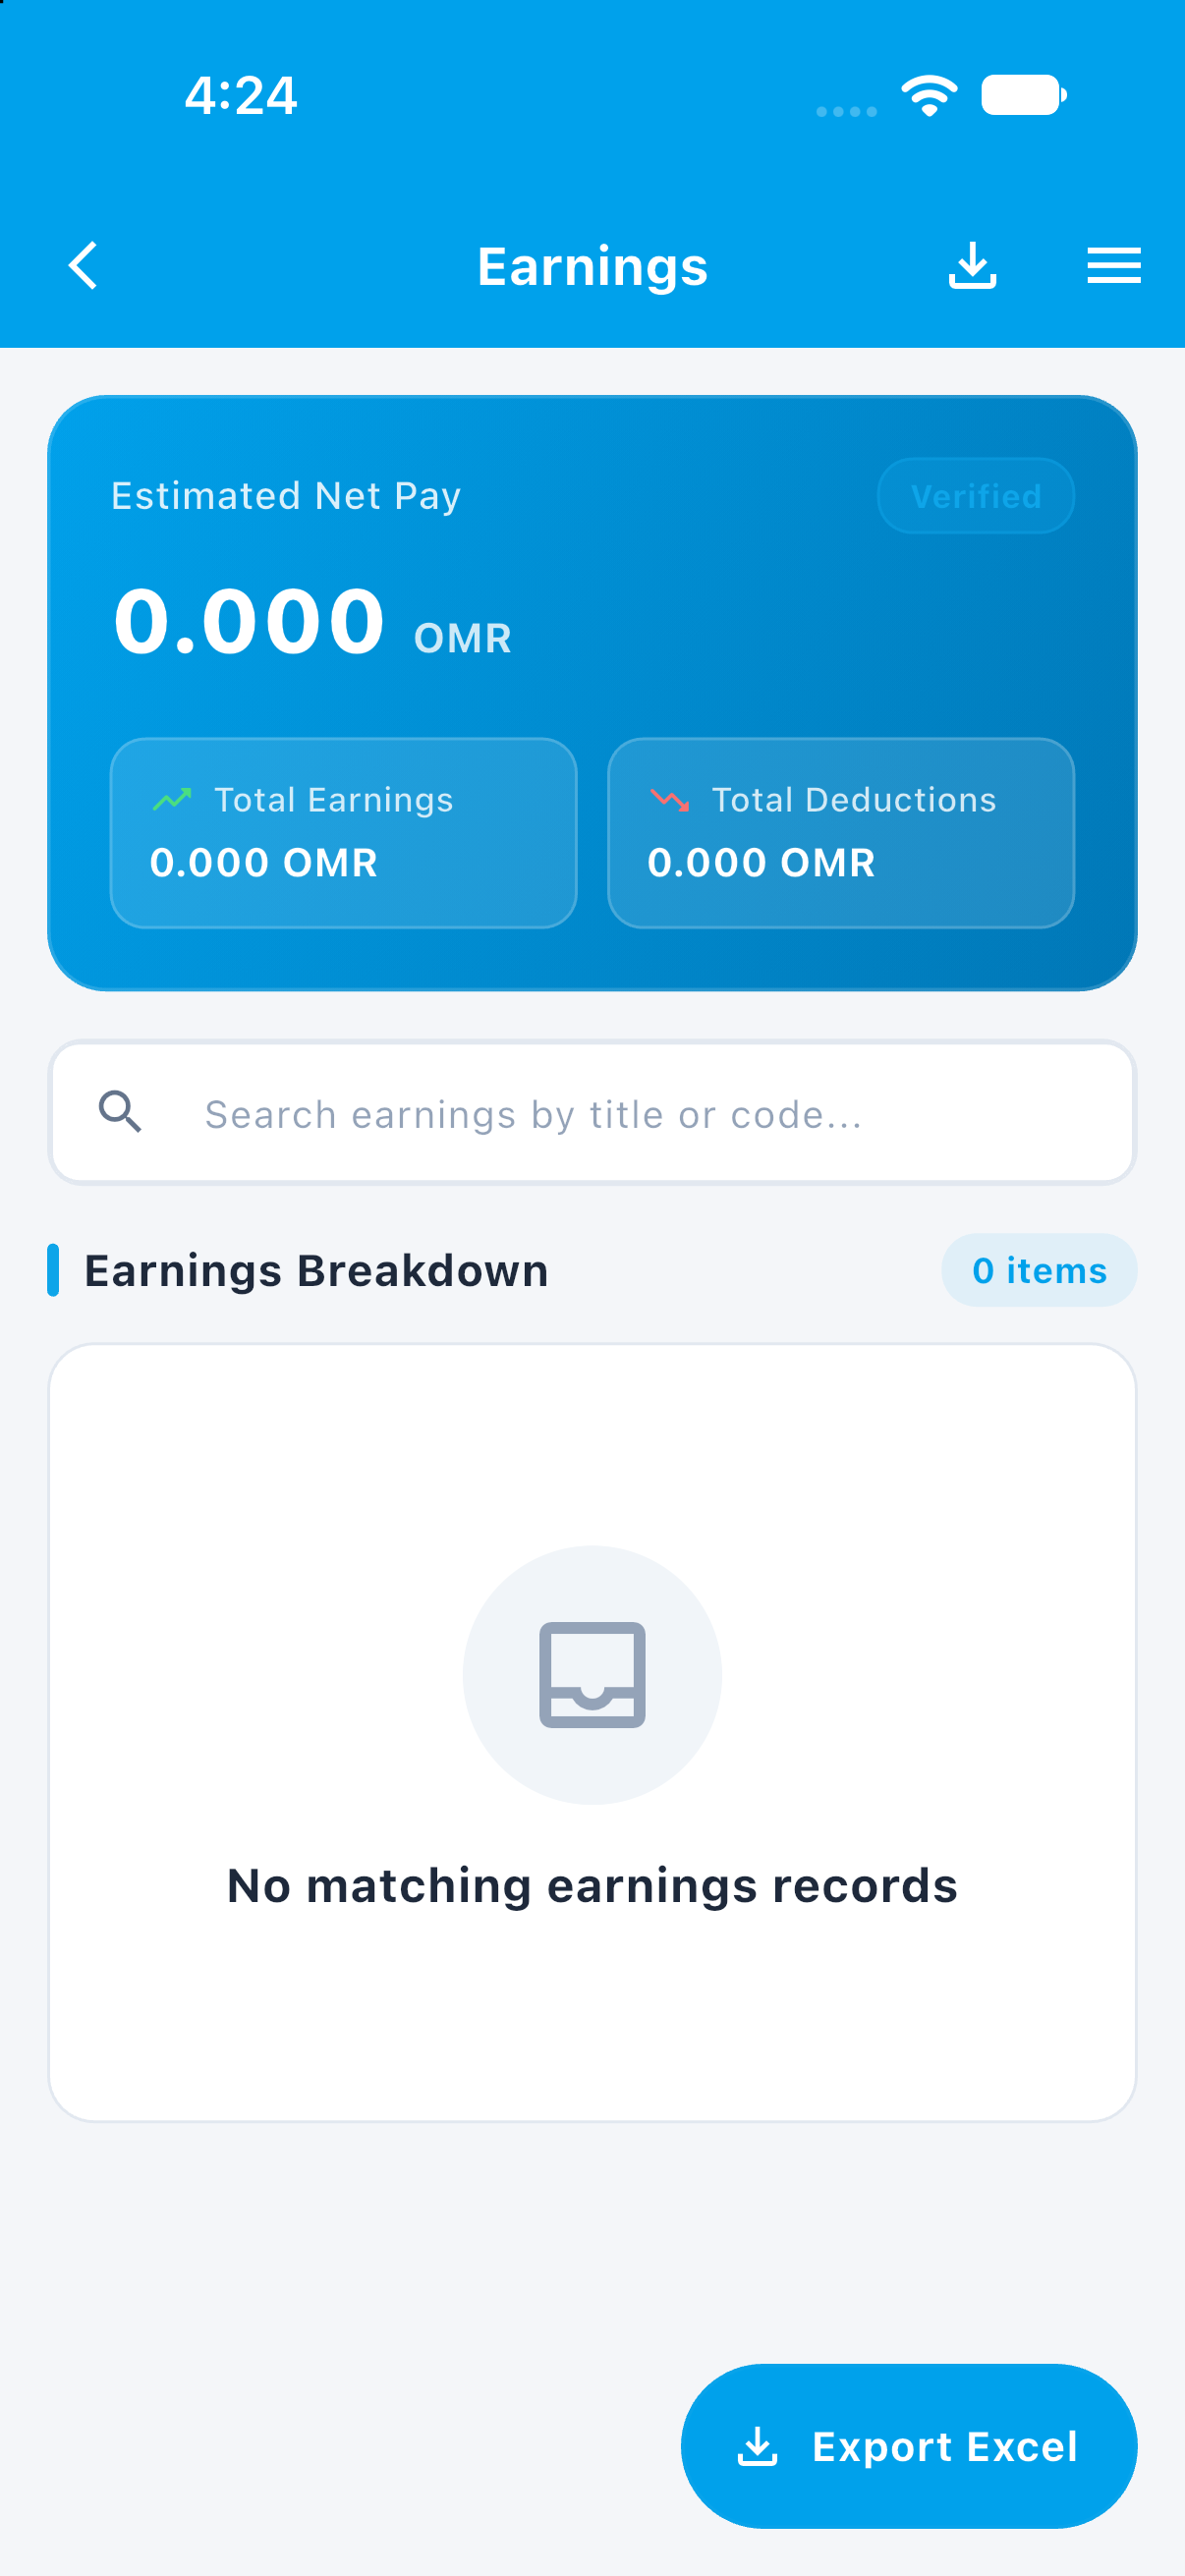 4:24
Earnings
Estimated Net Pay
Verified
0.000 OMR
Total Earnings
0.000 OMR
Total Deductions
0.000 OMR
Search earnings by title or code...
Earnings Breakdown
0 items
No matching earnings records
Export Excel